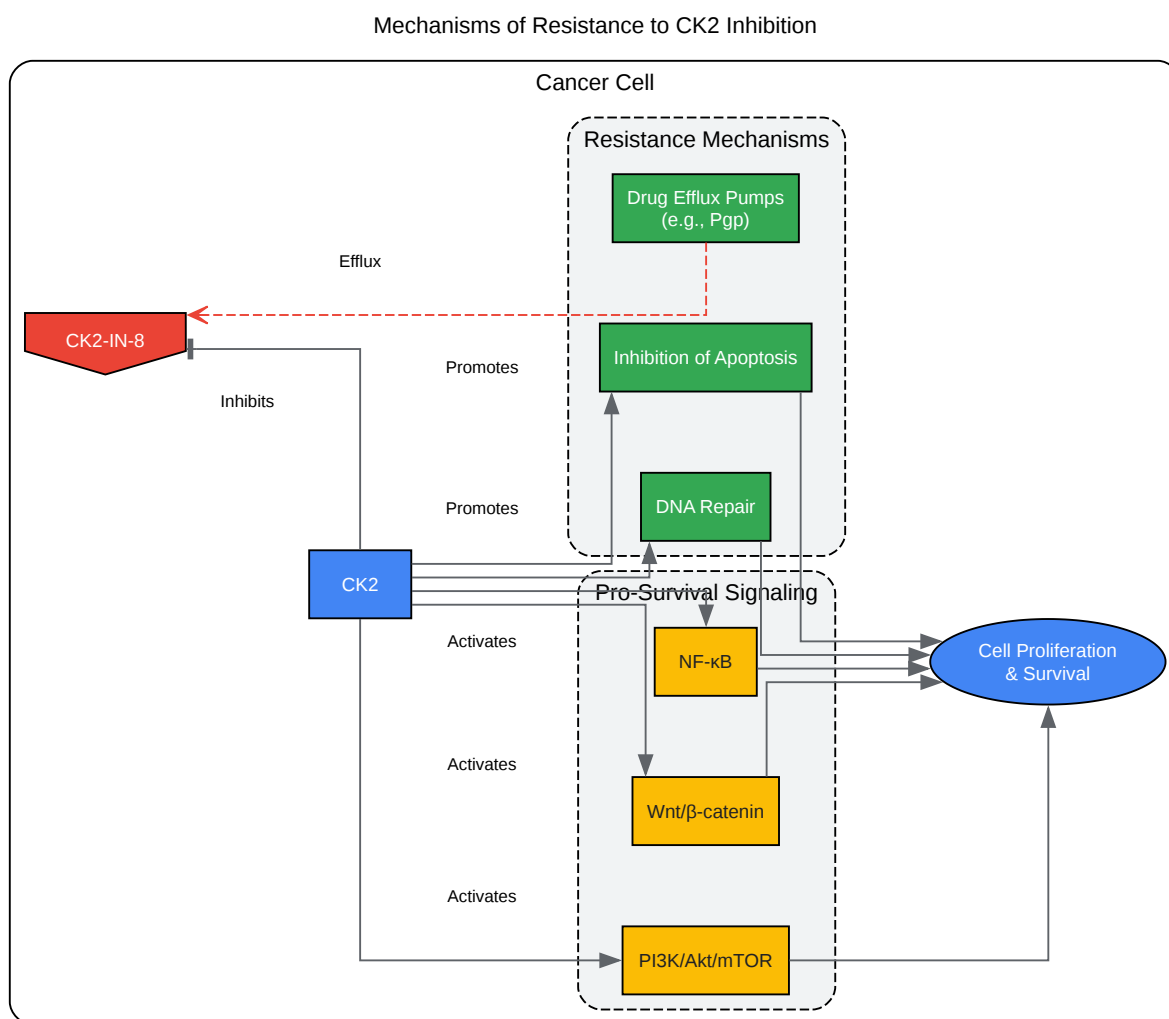 Mechanisms of Resistance to CK2 Inhibition
Cancer Cell
Resistance Mechanisms
Drug Efflux Pumps
(e.g., Pgp)
Efflux
CK2-IN-8
Inhibition of Apoptosis
Promotes
Inhibits
DNA Repair
Promotes
CK2
Pro-Survival Signaling
Activates
NF-κB
Cell Proliferation
& Survival
Activates
Wnt/β-catenin
Activates
PI3K/Akt/mTOR